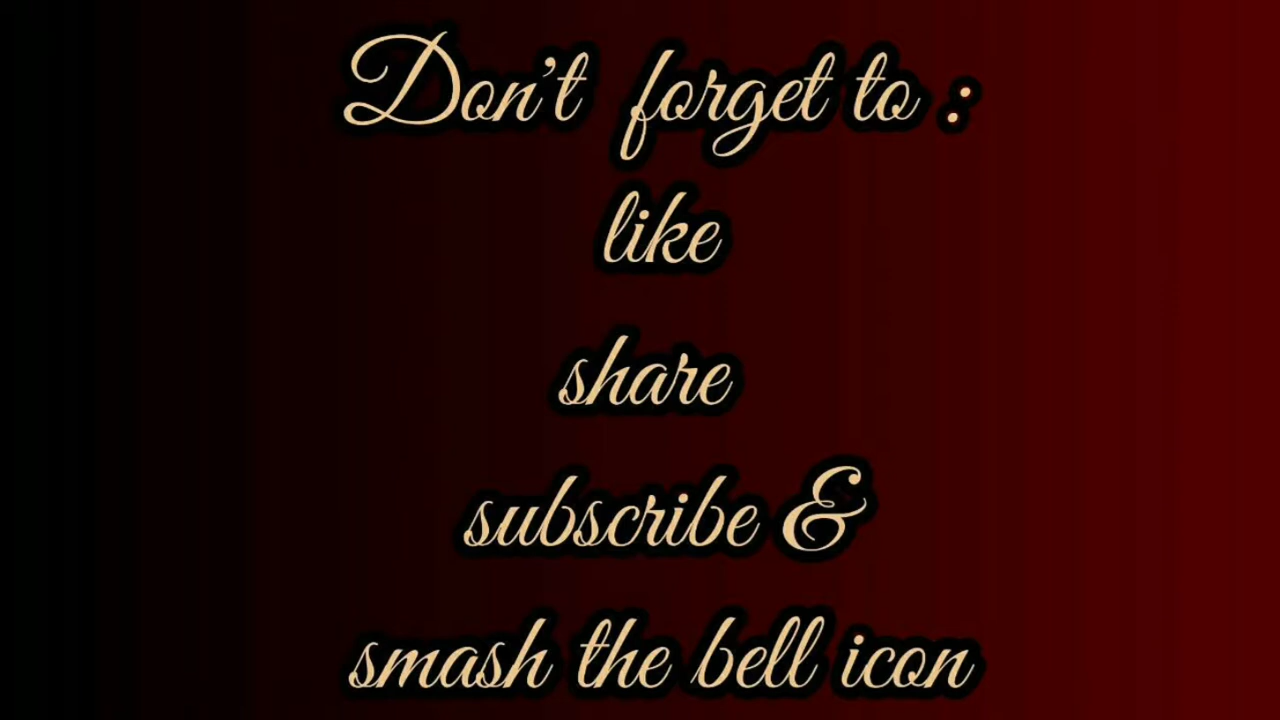 Don't forget to :
like
share
subscribe &
smash the bell icon